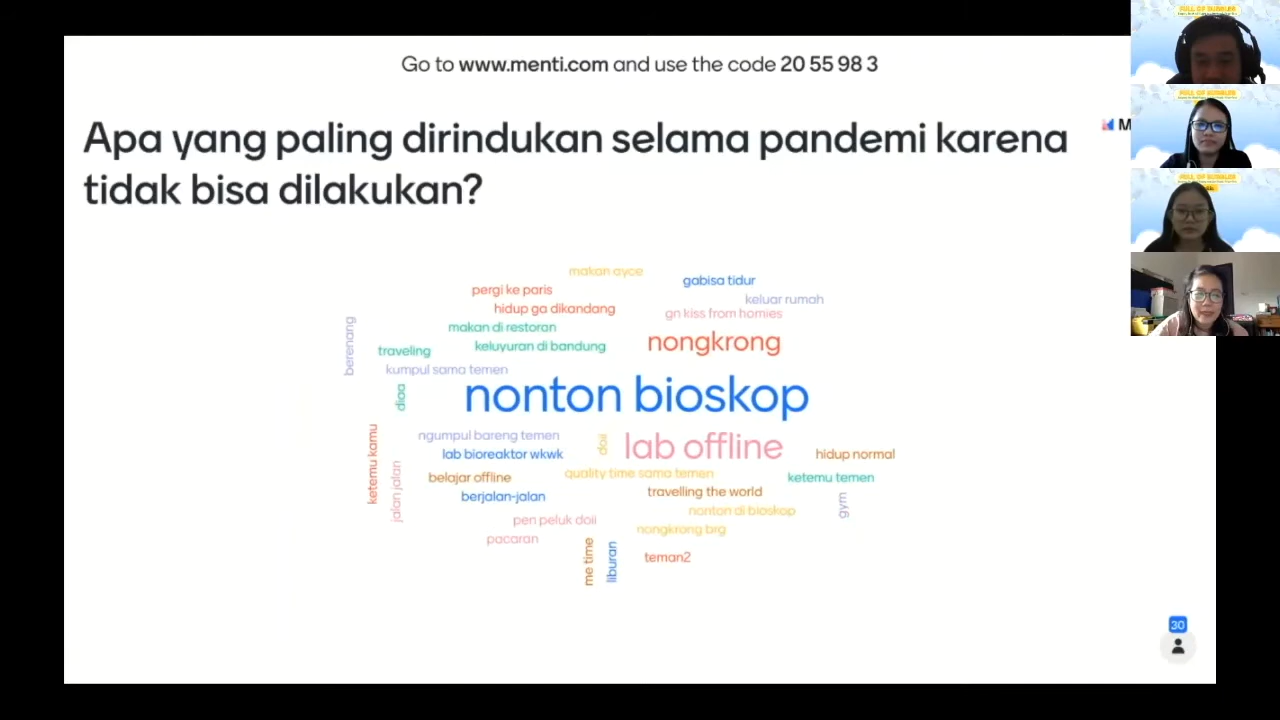 Go to www.menti.com and use the code 20 55 98 3
Apa yang paling dirindukan selama pandemi karena
tidak bisa dilakukan?
M
makan ayce
gabisa tidur
pergi ke paris
keluar rumah
hidup ga dikandang
gn kiss from homies
makan di restoran
nongkrong
keluyuran di bandung
berenang
traveling
kumpul sama temen
diaa
nonton bioskop
ngumpul bareng temen
doii
lab offline
lab bioreaktor wkwk
hidup normal
ketemu kamu
jalan jalan
belajar offline
quality time sama temen
ketemu temen
berjalan-jalan
travelling the world
gym
nonton di bioskop
pen peluk doii
nongkrong brg
pacaran
me time
liburan
teman2
30